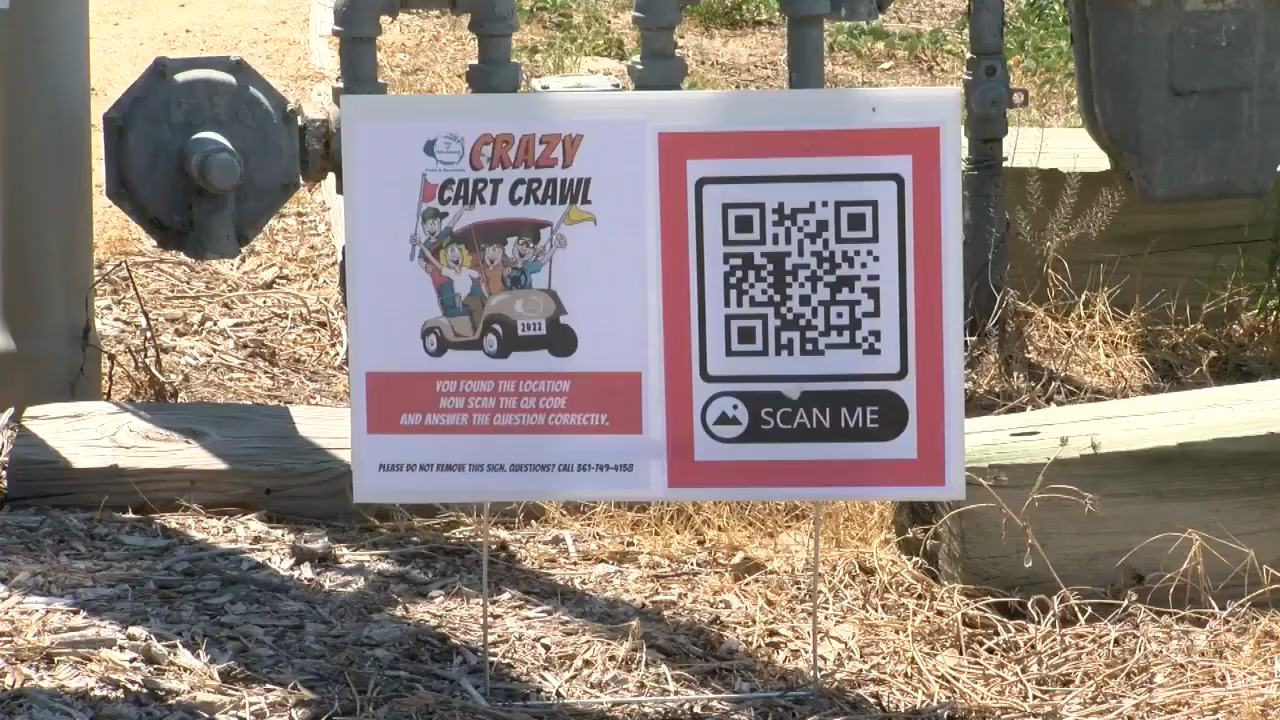 CRAZY
CART CRAWL
2022
YOU FOUND THE LOCATION
NOW SCAN THE QR CODE
AND ANSWER THE QUESTION CORRECTLY.
PLEASE DO NOT REMOVE THIS SIGN. QUESTIONS? CALL 361-749-4158
SCAN ME